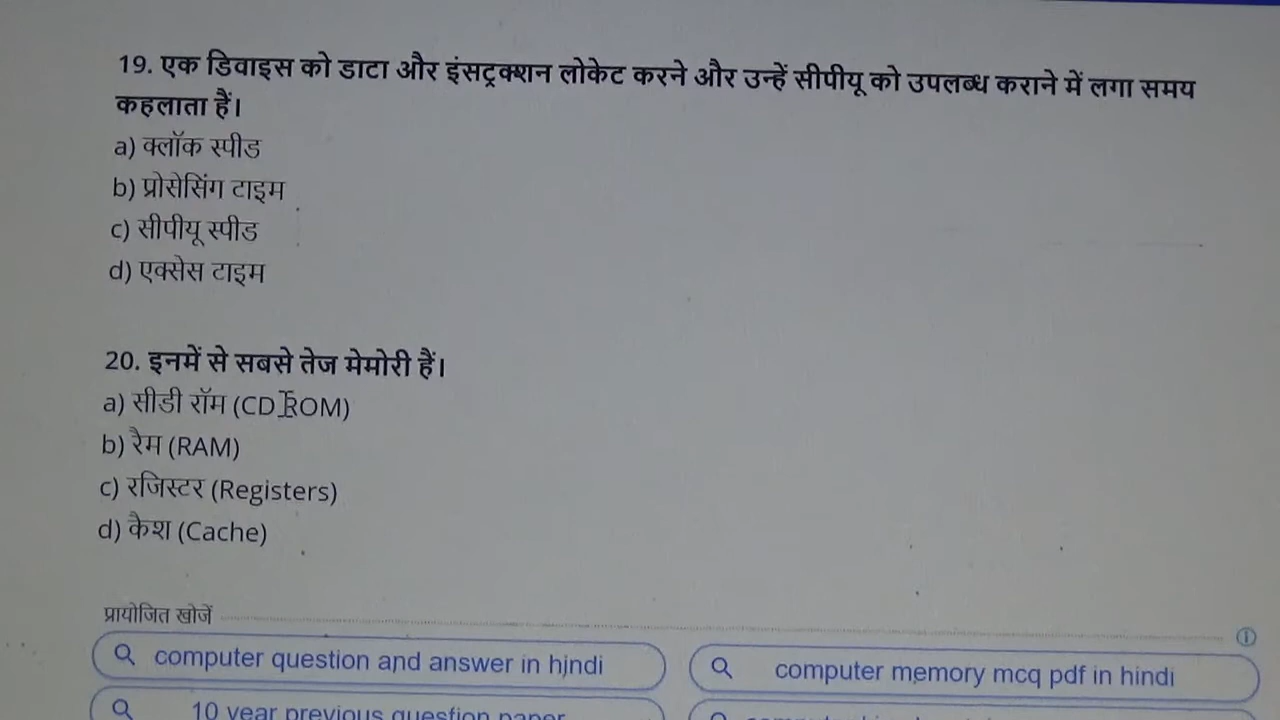 19. एक डिवाइस को डाटा और इंसट्रक्शन लोकेट करने और उन्हें सीपीयू को उपलब्ध कराने में लगा समय
कहलाता हैं।
a) क्लॉक स्पीड
b) प्रोसेसिंग टाइम
c) सीपीयू स्पीड
d) एक्सेस टाइम
20. इनमें से सबसे तेज मेमोरी हैं।
a) सीडी रॉम (CD ROM)
b) रैम (RAM)
c) रजिस्टर (Registers)
d) कैश (Cache)
प्रायोजित खोजें
computer question and answer in hindi
computer memory mcq pdf in hindi
10 year previous question paper